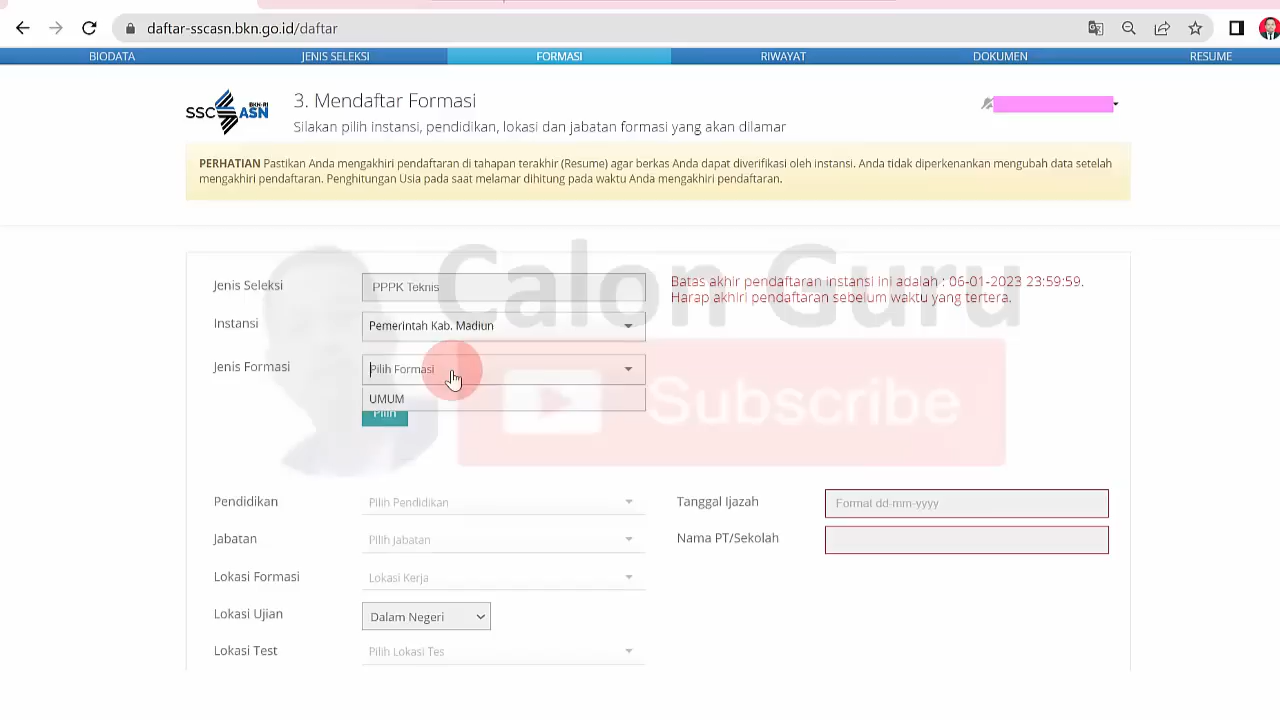 daftar-sscasn.bkn.go.id/daftar
BIODATA
JENIS SELEKSI
FORMASI
RIWAYAT
DOKUMEN
RESUME
SSC ASN BKN-RI
3. Mendaftar Formasi
Silakan pilih instansi, pendidikan, lokasi dan jabatan formasi yang akan dilamar
PERHATIAN Pastikan Anda mengakhiri pendaftaran di tahapan terakhir (Resume) agar berkas Anda dapat diverifikasi oleh instansi. Anda tidak diperkenankan mengubah data setelah
mengakhiri pendaftaran. Penghitungan Usia pada saat melamar dihitung pada waktu Anda mengakhiri pendaftaran.
Calon Guru
Subscribe
Jenis Seleksi
PPPK Teknis
Batas akhir pendaftaran instansi ini adalah : 06-01-2023 23:59:59.
Harap akhiri pendaftaran sebelum waktu yang tertera.
Instansi
Pemerintah Kab. Madiun
Jenis Formasi
Pilih Formasi
UMUM
Pilih
Pendidikan
Pilih Pendidikan
Tanggal Ijazah
Format dd-mm-yyyy
Jabatan
Pilih Jabatan
Nama PT/Sekolah
Lokasi Formasi
Lokasi Kerja
Lokasi Ujian
Dalam Negeri
Lokasi Test
Pilih Lokasi Tes